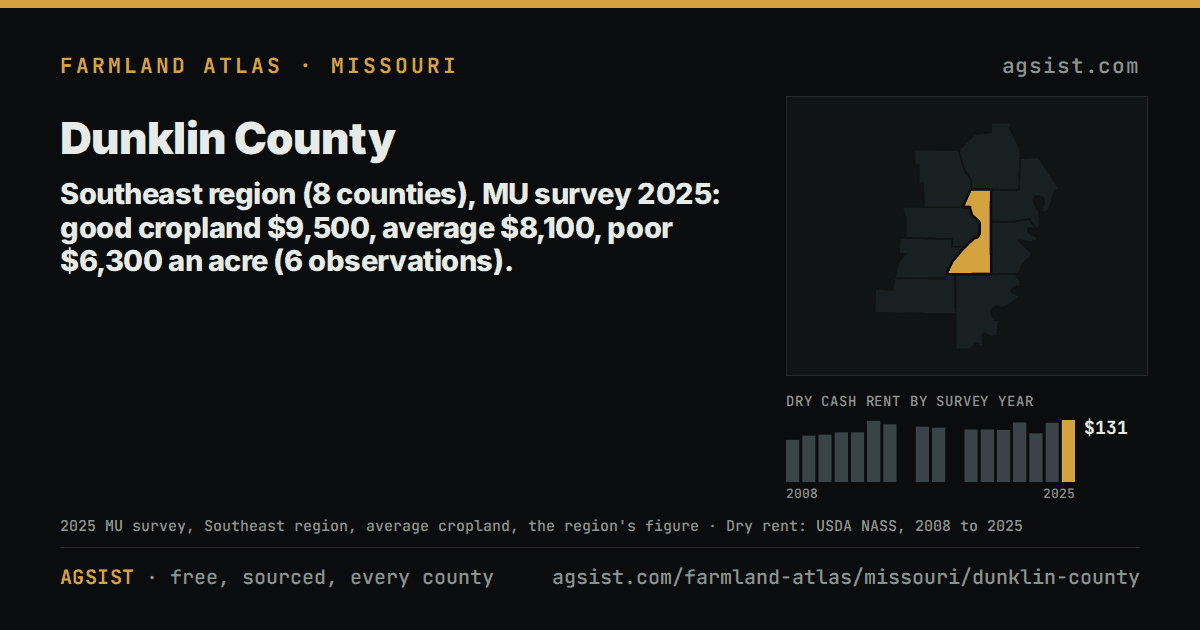 FARMLAND ATLAS · MISSOURI
agsist.com
Dunklin County
Southeast region (8 counties), MU survey 2025:
good cropland $9,500, average $8,100, poor
$6,300 an acre (6 observations).
DRY CASH RENT BY SURVEY YEAR
$131
2008
2025
2025 MU survey, Southeast region, average cropland, the region's figure · Dry rent: USDA NASS, 2008 to 2025
AGSIST · free, sourced, every county
agsist.com/farmland-atlas/missouri/dunklin-county